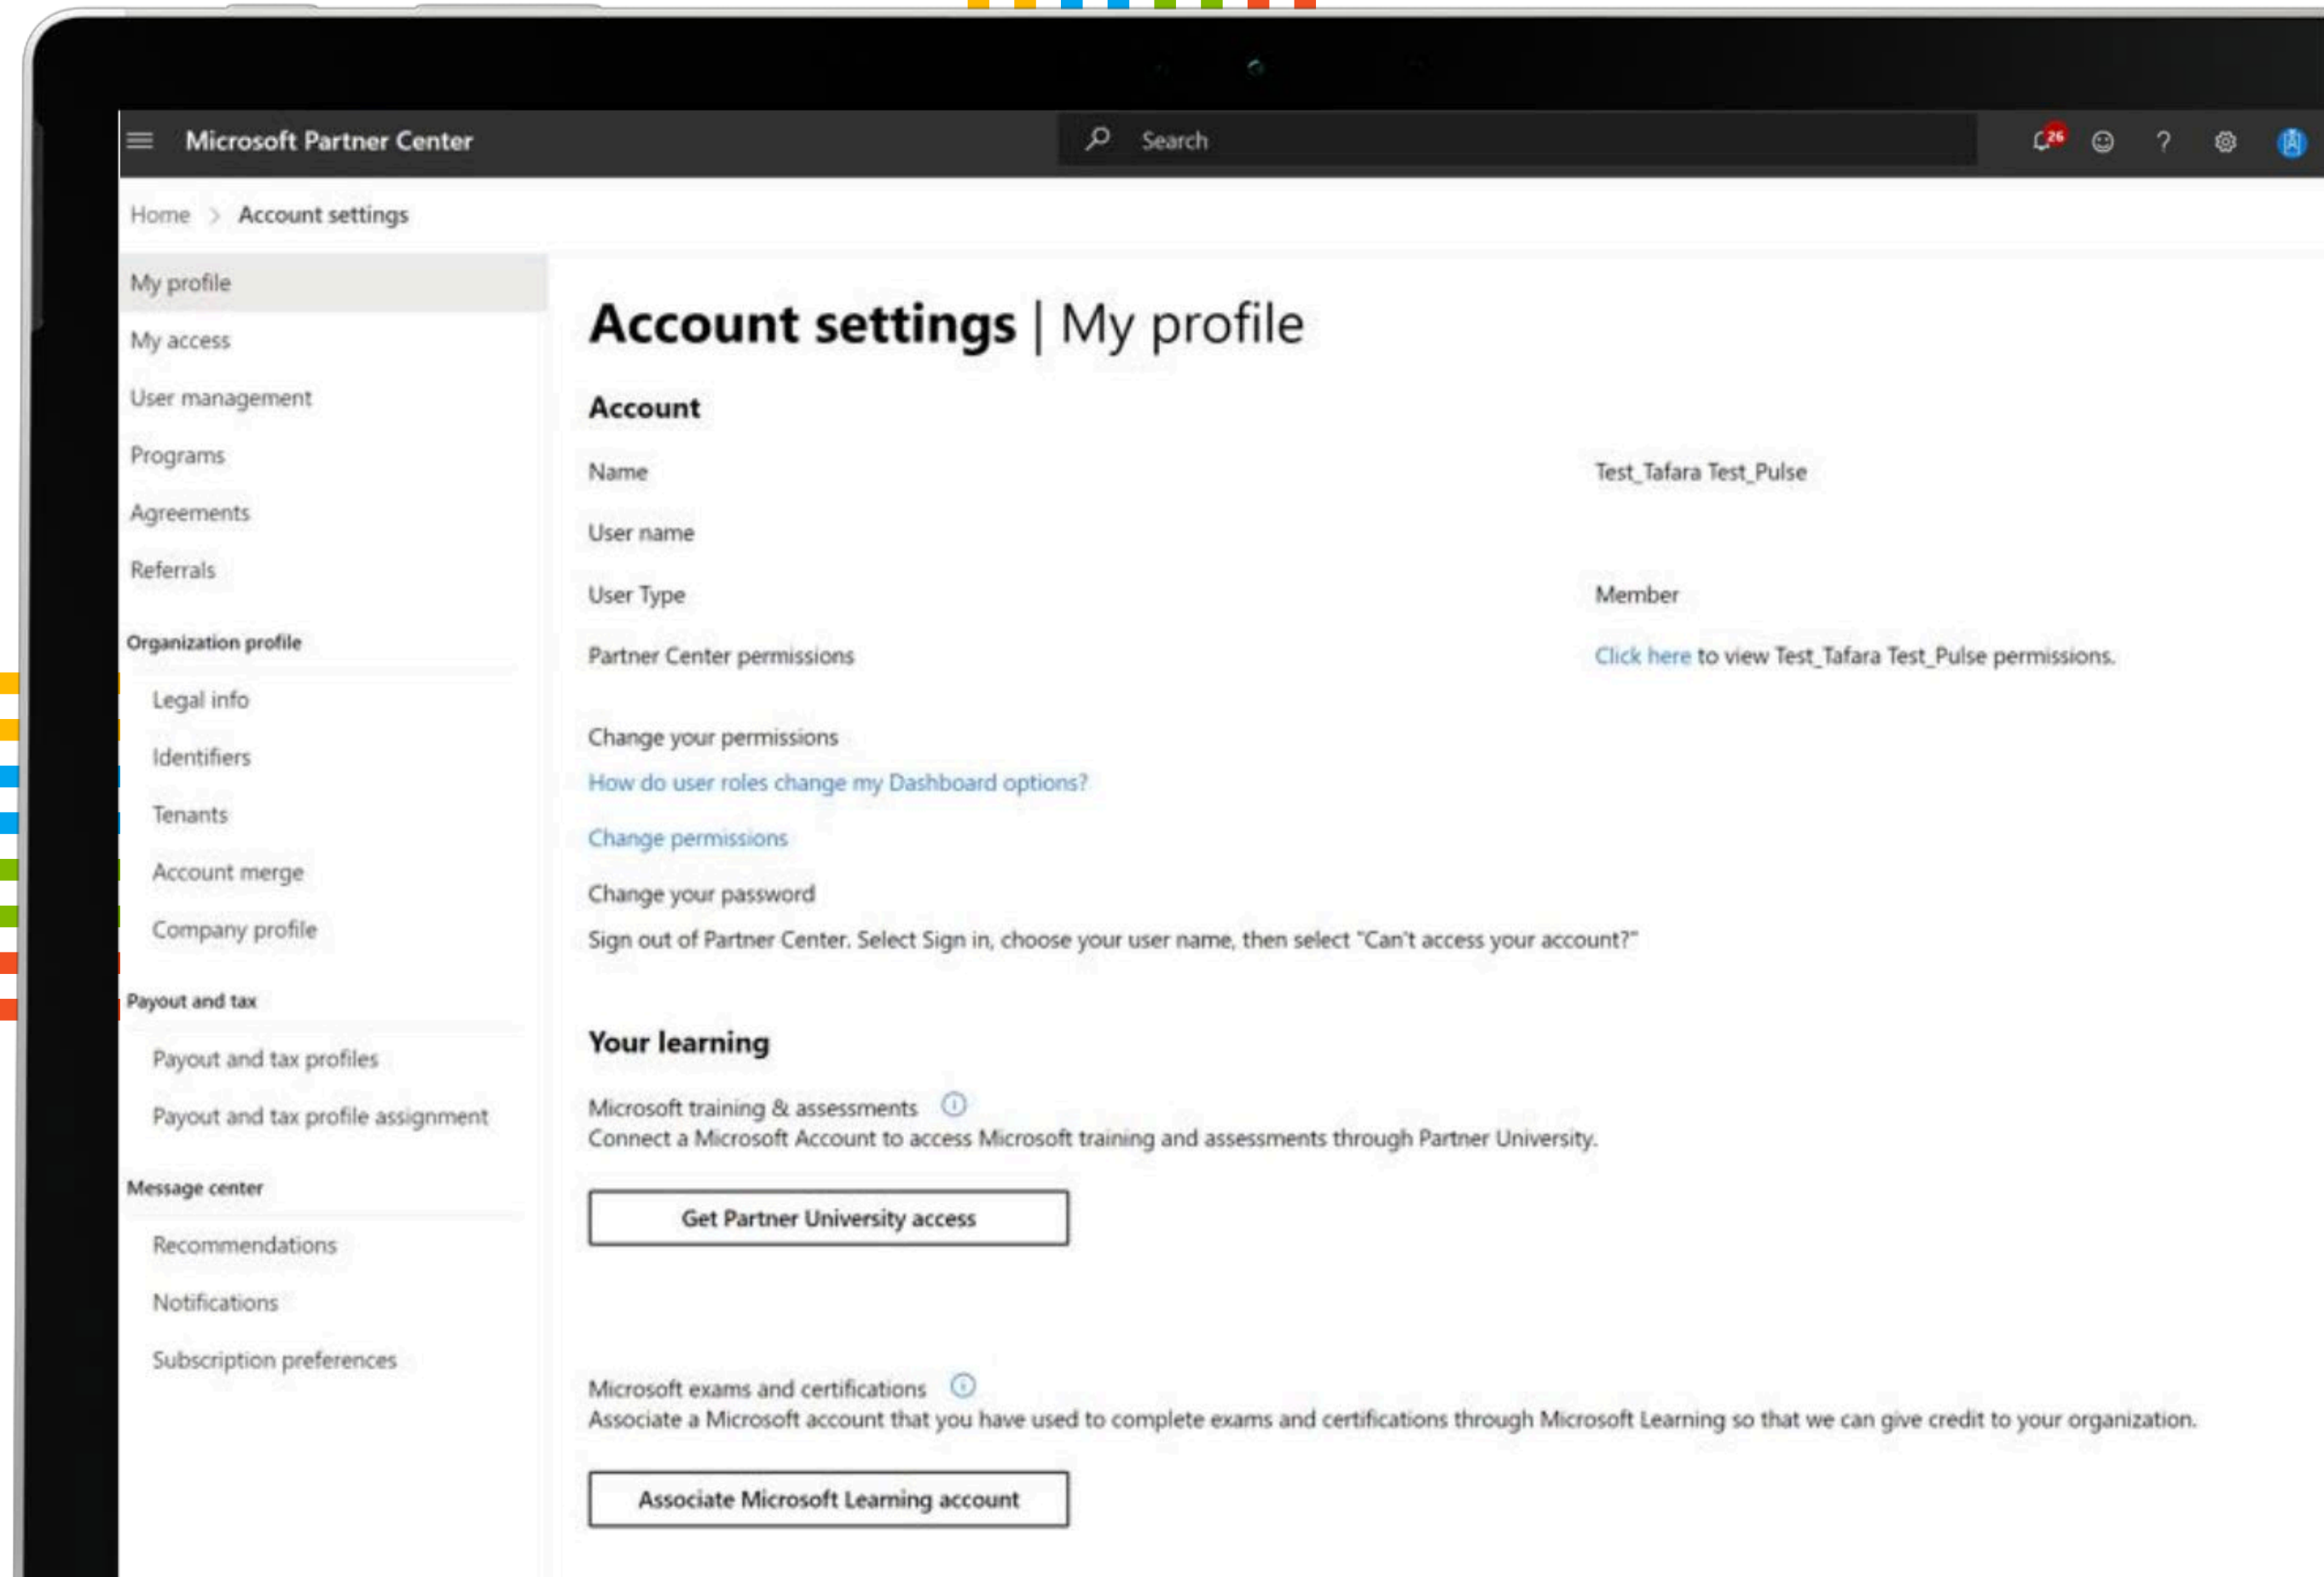 Microsoft Partner Center
Search
26
?
Home > Account settings
My profile
My access
User management
Programs
Agreements
Referrals
Organization profile
Legal info
Identifiers
Tenants
Account merge
Company profile
Payout and tax
Payout and tax profiles
Payout and tax profile assignment
Message center
Recommendations
Notifications
Subscription preferences
Account settings | My profile
Account
Name
Test_Tafara Test_Pulse
User name
User Type
Member
Partner Center permissions
Click here to view Test_Tafara Test_Pulse permissions.
Change your permissions
How do user roles change my Dashboard options?
Change permissions
Change your password
Sign out of Partner Center. Select Sign in, choose your user name, then select "Can't access your account?"
Your learning
Microsoft training & assessments
Connect a Microsoft Account to access Microsoft training and assessments through Partner University.
Get Partner University access
Microsoft exams and certifications
Associate a Microsoft account that you have used to complete exams and certifications through Microsoft Learning so that we can give credit to your organization.
Associate Microsoft Learning account